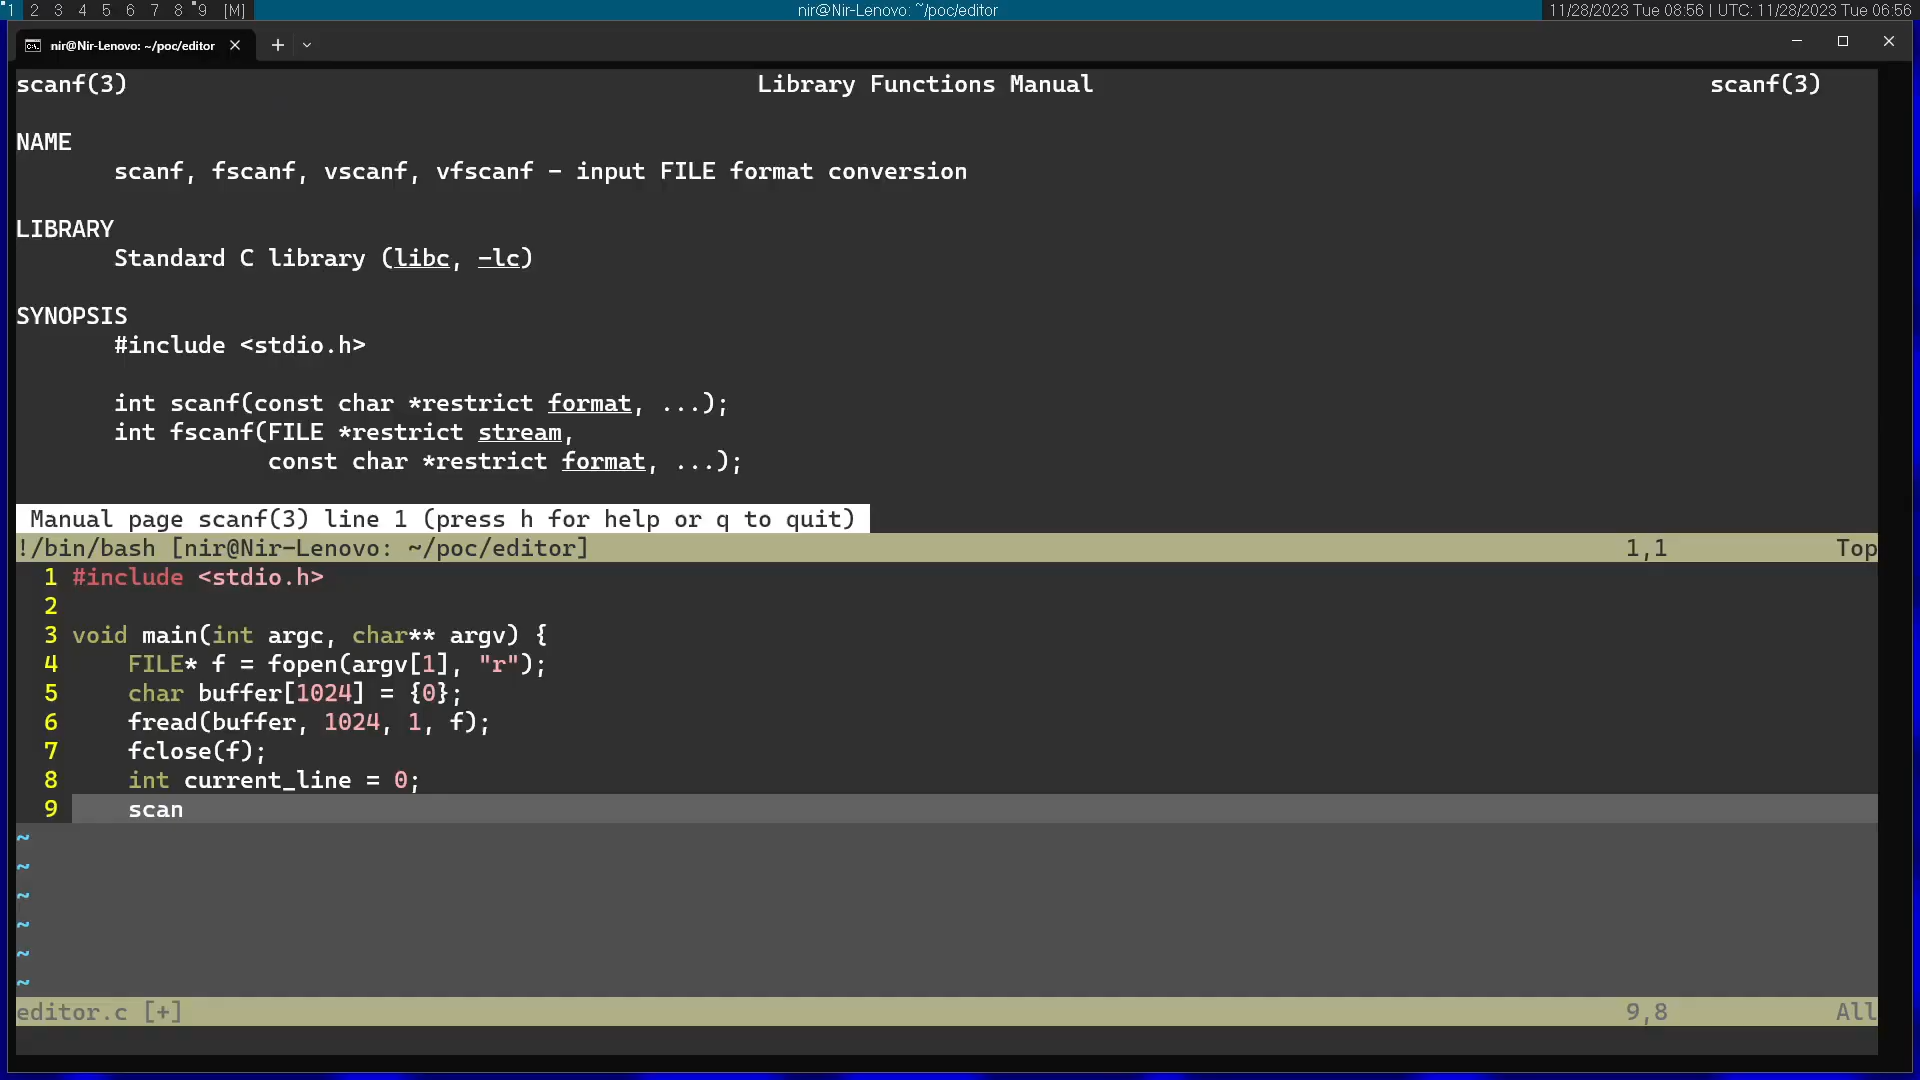 1 2 3 4 5 6 7 8 9 [M] nir@Nir-Lenovo: ~/poc/editor 11/28/2023 Tue 08:56 | UTC: 11/28/2023 Tue 06:56
nir@Nir-Lenovo: ~/poc/editor
scanf(3) Library Functions Manual scanf(3)
NAME
scanf, fscanf, vscanf, vfscanf - input FILE format conversion
LIBRARY
Standard C library (libc, -lc)
SYNOPSIS
#include <stdio.h>
int scanf(const char *restrict format, ...);
int fscanf(FILE *restrict stream,
const char *restrict format, ...);
Manual page scanf(3) line 1 (press h for help or q to quit)
!/bin/bash [nir@Nir-Lenovo: ~/poc/editor] 1,1 Top
1 #include <stdio.h>
2
3 void main(int argc, char** argv) {
4 FILE* f = fopen(argv[1], "r");
5 char buffer[1024] = {0};
6 fread(buffer, 1024, 1, f);
7 fclose(f);
8 int current_line = 0;
9 scan
~
~
~
~
~
~
editor.c [+] 9,8 All